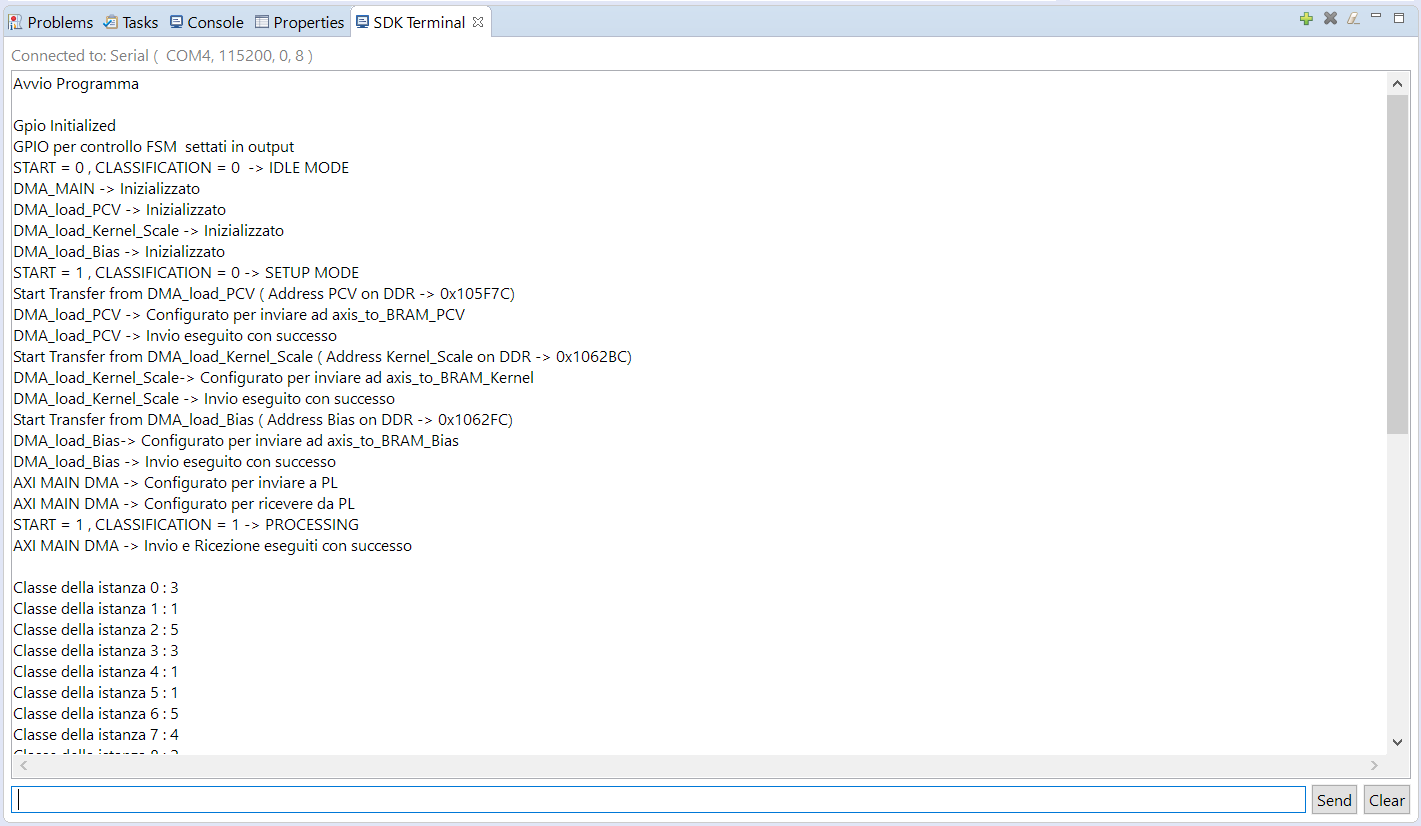 Problems Tasks Console Properties SDK Terminal
Connected to: Serial ( COM4, 115200, 0, 8 )
Avvio Programma
Gpio Initialized
GPIO per controllo FSM  settati in output
START = 0 , CLASSIFICATION = 0  -> IDLE MODE
DMA_MAIN -> Inizializzato
DMA_load_PCV -> Inizializzato
DMA_load_Kernel_Scale -> Inizializzato
DMA_load_Bias -> Inizializzato
START = 1 , CLASSIFICATION = 0 -> SETUP MODE
Start Transfer from DMA_load_PCV ( Address PCV on DDR -> 0x105F7C)
DMA_load_PCV -> Configurato per inviare ad axis_to_BRAM_PCV
DMA_load_PCV -> Invio eseguito con successo
Start Transfer from DMA_load_Kernel_Scale ( Address Kernel_Scale on DDR -> 0x1062BC)
DMA_load_Kernel_Scale-> Configurato per inviare ad axis_to_BRAM_Kernel
DMA_load_Kernel_Scale -> Invio eseguito con successo
Start Transfer from DMA_load_Bias ( Address Bias on DDR -> 0x1062FC)
DMA_load_Bias-> Configurato per inviare ad axis_to_BRAM_Bias
DMA_load_Bias -> Invio eseguito con successo
AXI MAIN DMA -> Configurato per inviare a PL
AXI MAIN DMA -> Configurato per ricevere da PL
START = 1 , CLASSIFICATION = 1 -> PROCESSING
AXI MAIN DMA -> Invio e Ricezione eseguiti con successo
Classe della istanza 0 : 3
Classe della istanza 1 : 1
Classe della istanza 2 : 5
Classe della istanza 3 : 3
Classe della istanza 4 : 1
Classe della istanza 5 : 1
Classe della istanza 6 : 5
Classe della istanza 7 : 4
Classe della istanza 8 :
Send Clear